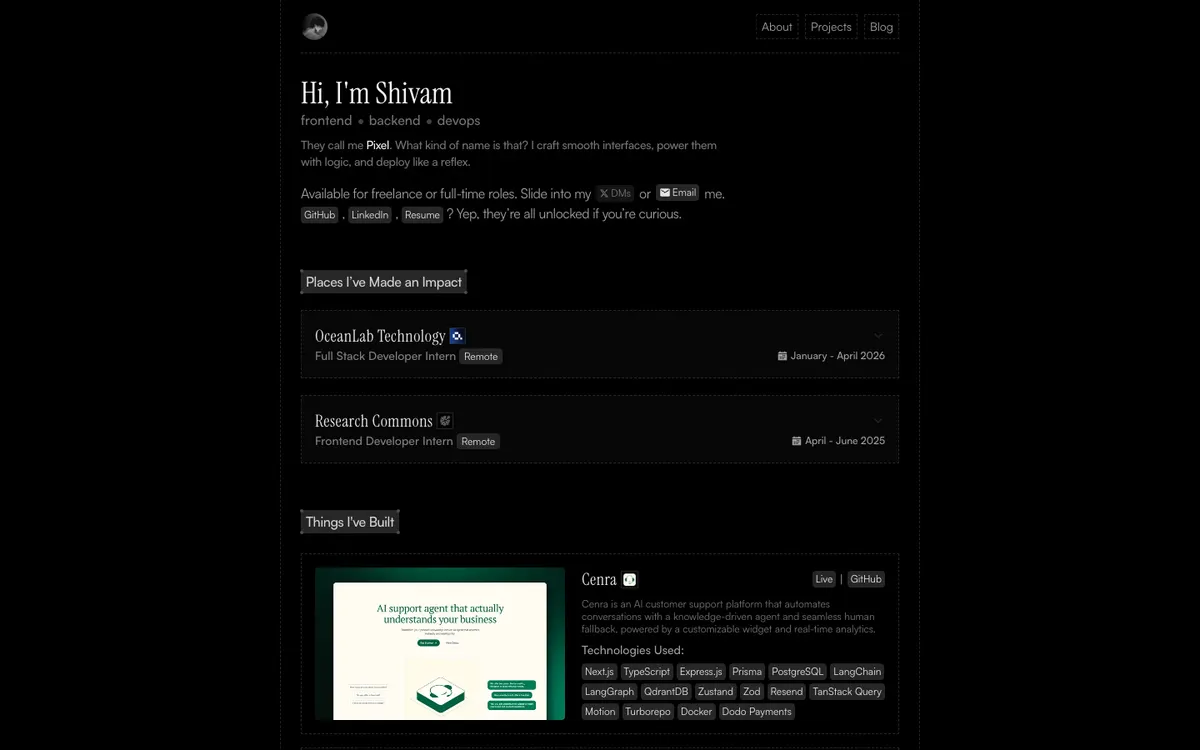 About Projects Blog
Hi, I'm Shivam
frontend • backend • devops
They call me Pixel. What kind of name is that? I craft smooth interfaces, power them
with logic, and deploy like a reflex.
Available for freelance or full-time roles. Slide into my X DMs or Email me.
GitHub , LinkedIn , Resume ? Yep, they’re all unlocked if you’re curious.
Places I’ve Made an Impact
OceanLab Technology
Full Stack Developer Intern Remote January - April 2026
Research Commons
Frontend Developer Intern Remote April - June 2025
Things I've Built
AI support agent that actually
understands your business
Cenra Live | GitHub
Cenra is an AI customer support platform that automates
conversations with a knowledge-driven agent and seamless human
fallback, powered by a customizable widget and real-time analytics.
Technologies Used:
Next.js TypeScript Express.js Prisma PostgreSQL LangChain
LangGraph QdrantDB Zustand Zod Resend TanStack Query
Motion Turborepo Docker Dodo Payments